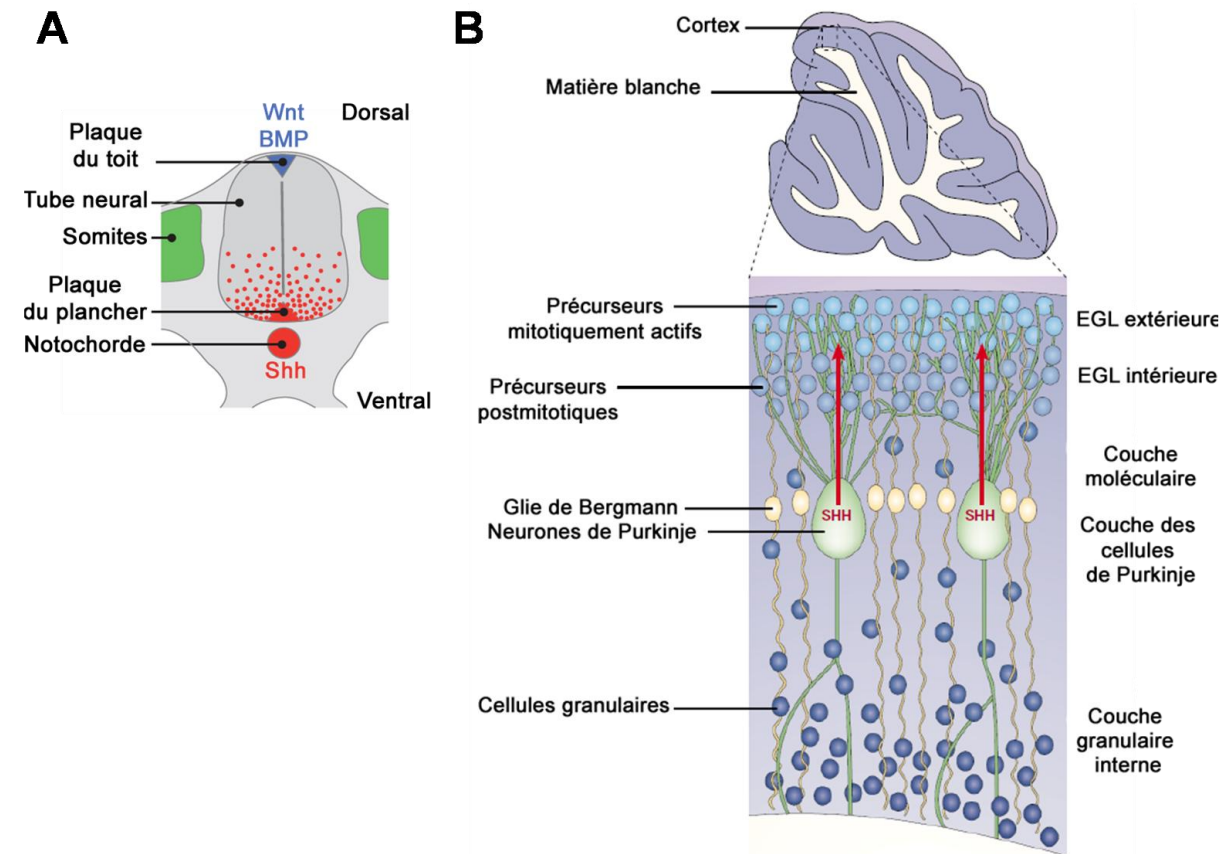 A
Wnt
BMP
Dorsal
Plaque
du toit
Tube neural
Somites
Plaque
du plancher
Notochorde
Shh
Ventral
B
Cortex
Matière blanche
Précurseurs
mitotiquement actifs
EGL extérieure
Précurseurs
postmitotiques
EGL intérieure
Couche
moléculaire
Glie de Bergmann
Neurones de Purkinje
SHH
SHH
Couche des
cellules
de Purkinje
Cellules granulaires
Couche
granulaire
interne